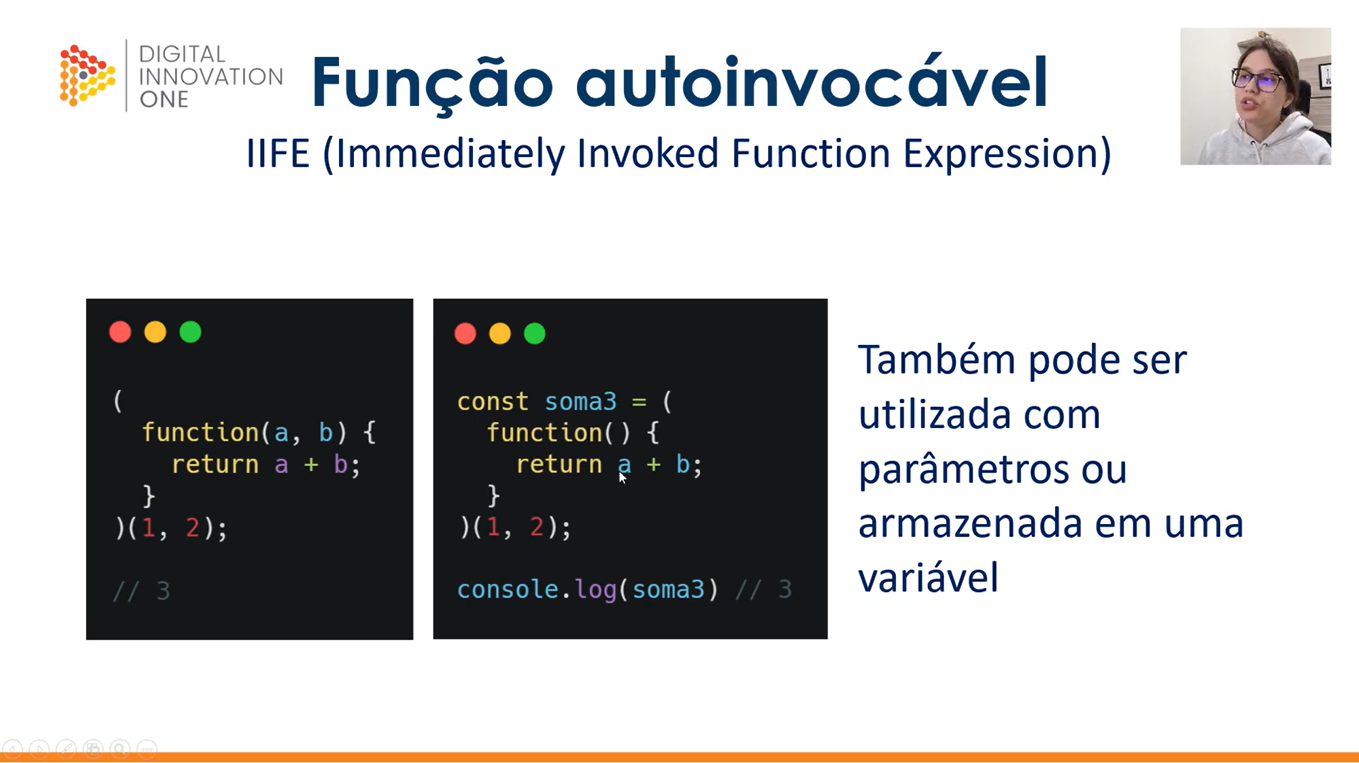 DIGITAL
INNOVATION
ONE
Função autoinvocável
IIFE (Immediately Invoked Function Expression)
(
function(a, b) {
return a + b;
}
)(1, 2);
// 3
const soma3 = (
function() {
return a + b;
}
)(1, 2);
console.log(soma3) // 3
Também pode ser
utilizada com
parâmetros ou
armazenada em uma
variável